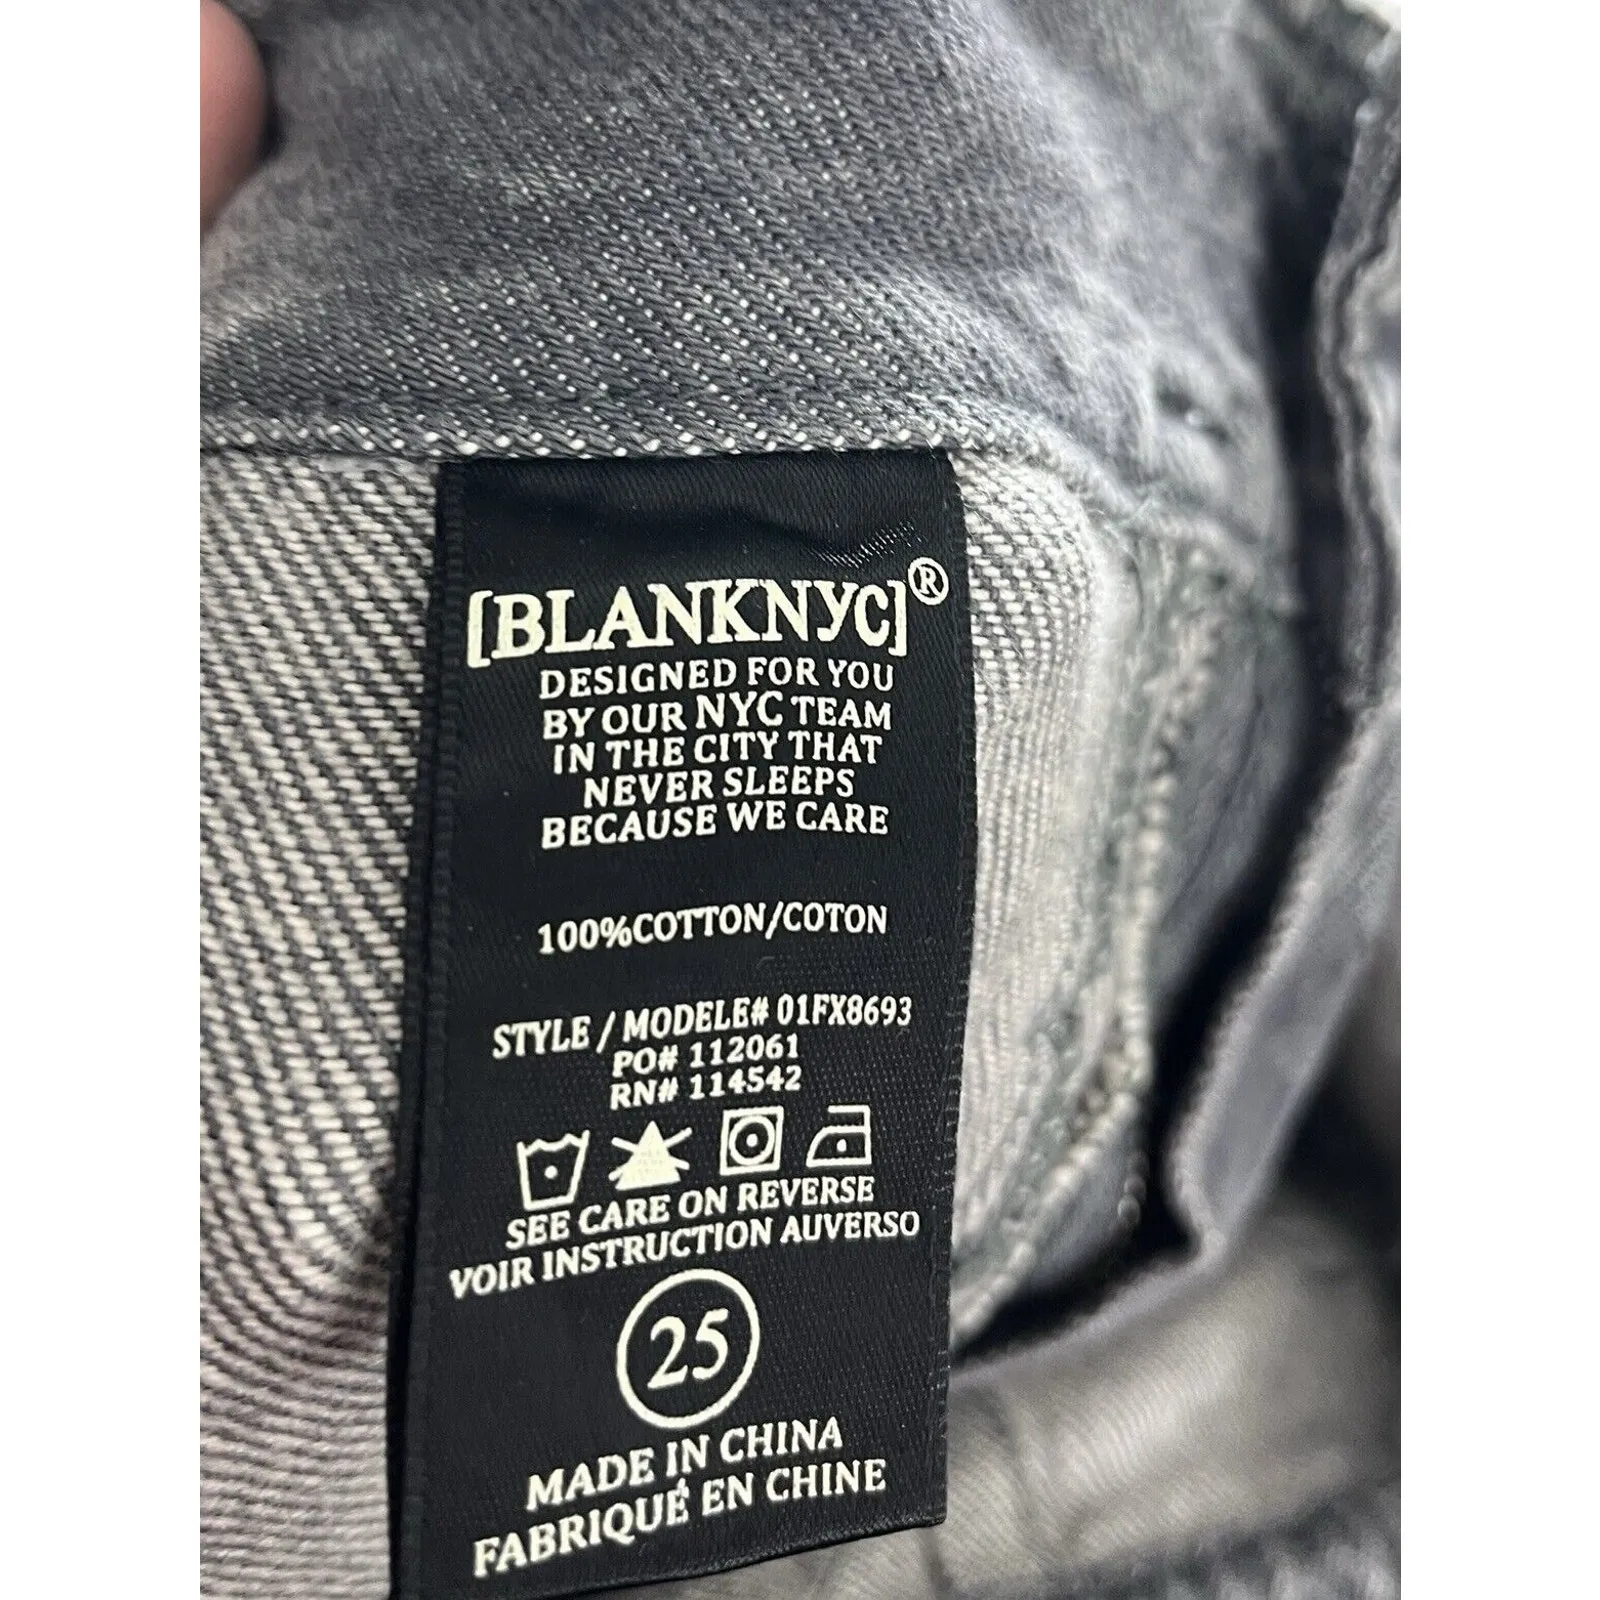 [BLANKNYC]®
DESIGNED FOR YOU
BY OUR NYC TEAM
IN THE CITY THAT
NEVER SLEEPS
BECAUSE WE CARE
100%COTTON/COTON
STYLE / MODELE# 01FX8693
PO# 112061
RN# 114542
SEE CARE ON REVERSE
VOIR INSTRUCTION AUVERSO
25
MADE IN CHINA
FABRIQUÉ EN CHINE